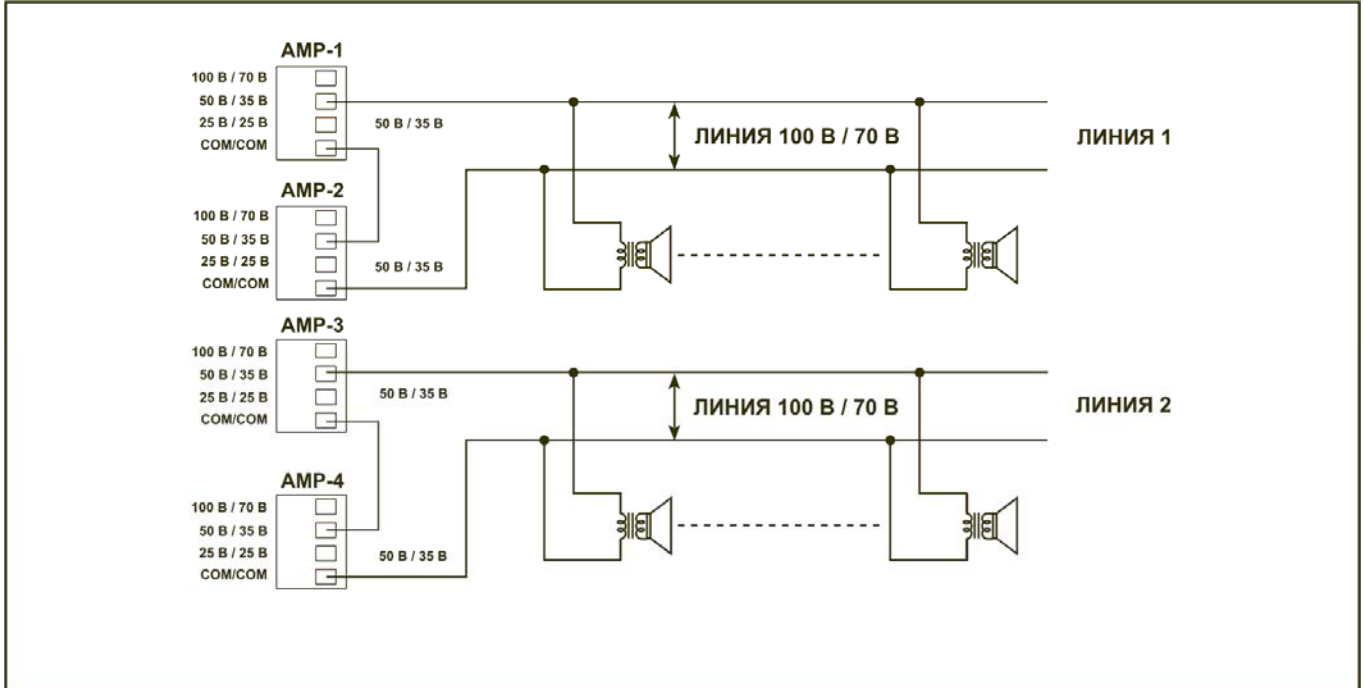 AMP-1
100 В / 70 В
50 В / 35 В
25 В / 25 В
COM/COM
50 В / 35 В
ЛИНИЯ 100 В / 70 В
ЛИНИЯ 1
AMP-2
100 В / 70 В
50 В / 35 В
25 В / 25 В
COM/COM
50 В / 35 В
AMP-3
100 В / 70 В
50 В / 35 В
25 В / 25 В
COM/COM
50 В / 35 В
ЛИНИЯ 100 В / 70 В
ЛИНИЯ 2
AMP-4
100 В / 70 В
50 В / 35 В
25 В / 25 В
COM/COM
50 В / 35 В